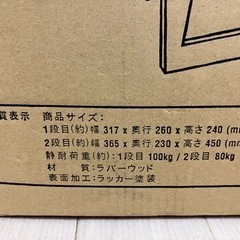 質表示 商品サイズ：
1段目(約)幅 317 x 奥行 260 x 高さ 240 (mm
2段目(約)幅 365 x 奥行 230 x 高さ 450 (mm
静耐荷重(約)：1段目 100kg / 2段目 80kg
材　　質：ラバーウッド
表面加工：ラッカー塗装